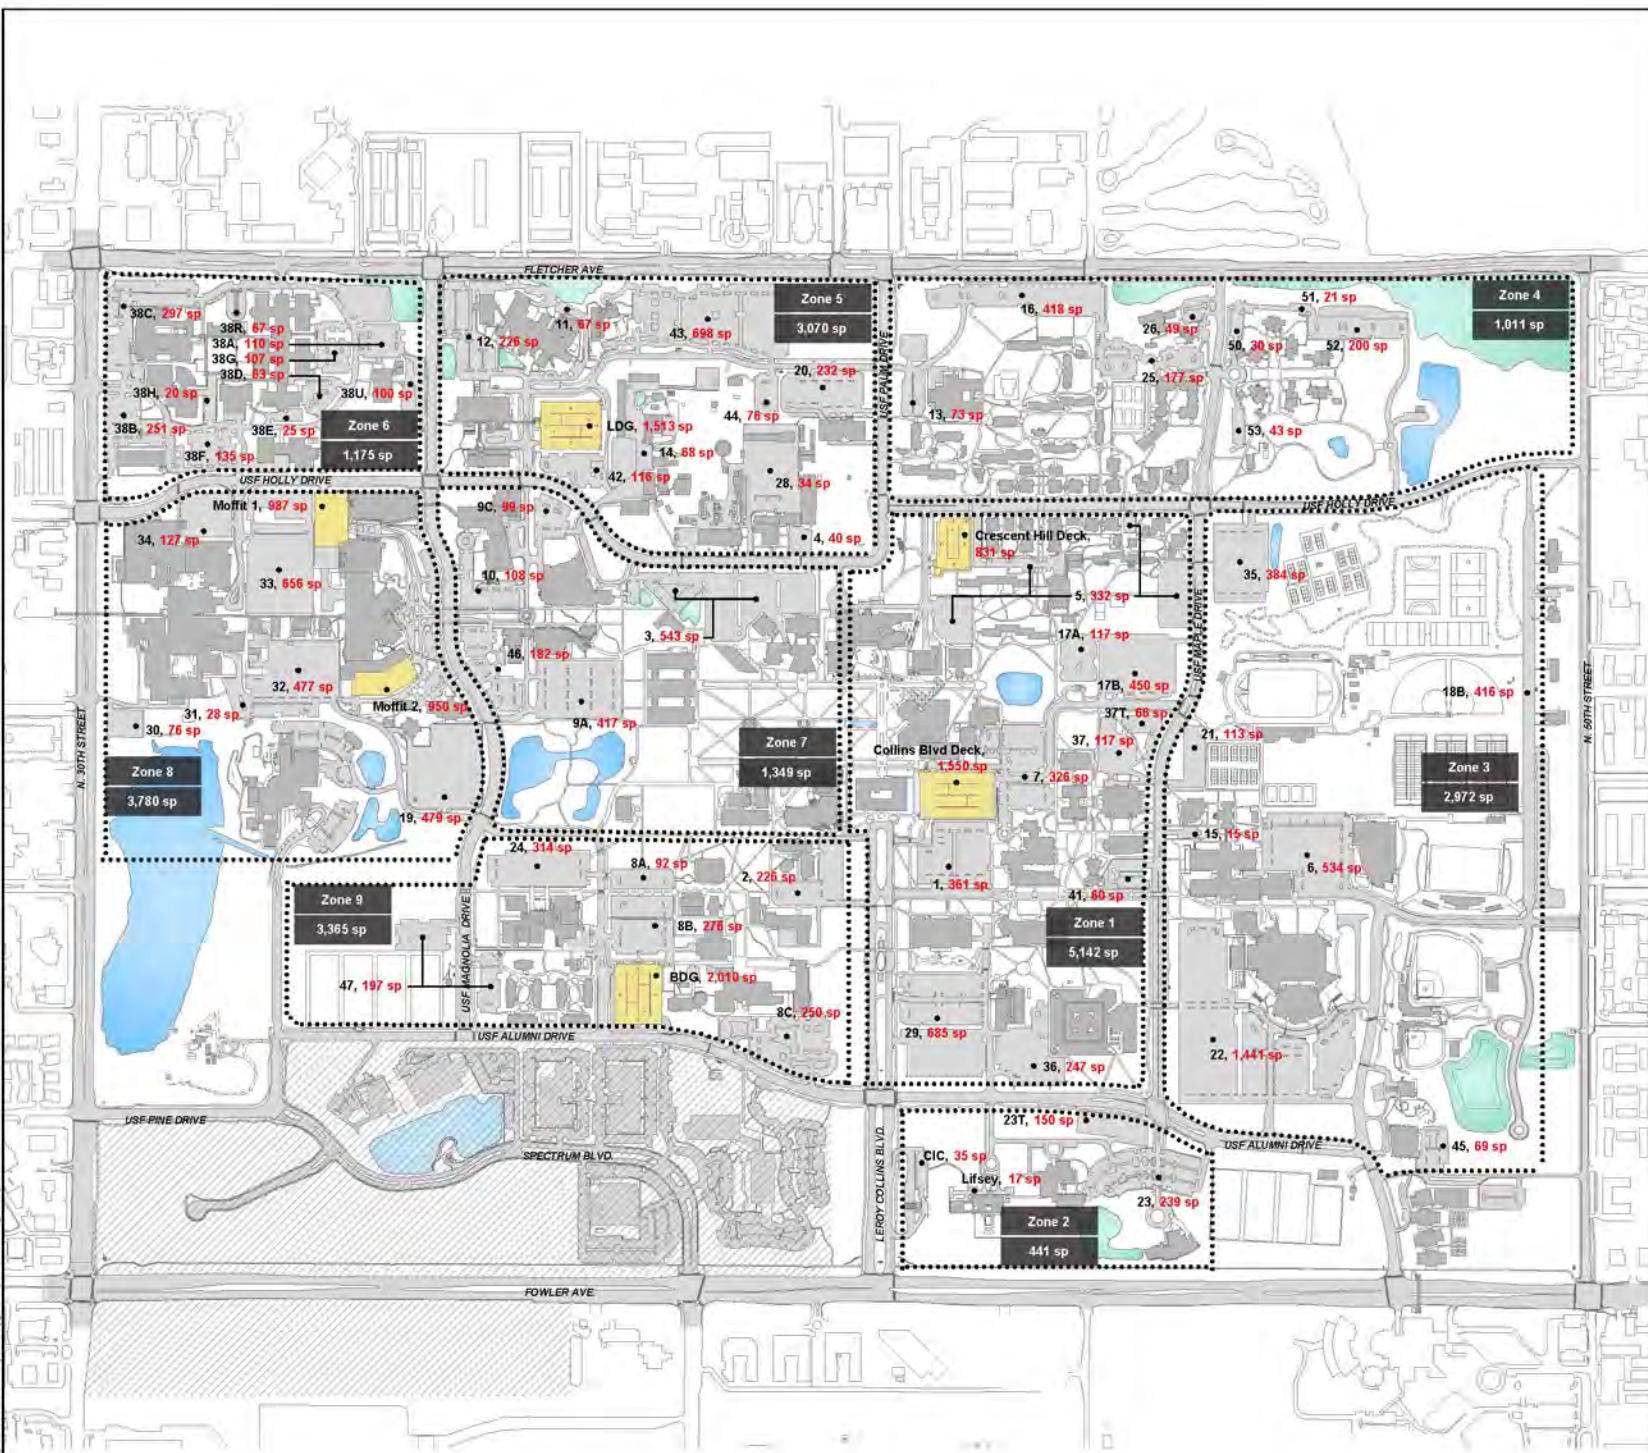 FLETCHER AVE.
38C, 297 sp
38R, 67 sp
38A, 110 sp
38G, 107 sp
38D, 63 sp
38H, 20 sp
38U, 100 sp
38B, 251 sp
38E, 25 sp
38F, 135 sp
Zone 6
1,175 sp
12, 226 sp
11, 67 sp
43, 698 sp
Zone 5
3,070 sp
20, 232 sp
44, 76 sp
LDG, 1,513 sp
14, 68 sp
42, 116 sp
28, 34 sp
4, 40 sp
USF PALM DRIVE
16, 418 sp
26, 49 sp
51, 21 sp
50, 30 sp
52, 200 sp
Zone 4
1,011 sp
25, 177 sp
13, 73 sp
53, 43 sp
USF HOLLY DRIVE
USF HOLLY DRIVE
Moffit 1, 987 sp
34, 127 sp
33, 656 sp
32, 477 sp
31, 28 sp
30, 76 sp
Moffit 2, 950 sp
19, 479 sp
Zone 8
3,780 sp
N. 30TH STREET
9C, 99 sp
10, 108 sp
3, 543 sp
46, 182 sp
9A, 417 sp
Zone 7
1,349 sp
Crescent Hill Deck,
831 sp
5, 332 sp
17A, 117 sp
17B, 450 sp
37T, 66 sp
37, 117 sp
Collins Blvd Deck,
1,550 sp
7, 326 sp
1, 361 sp
41, 60 sp
Zone 1
5,142 sp
29, 685 sp
36, 247 sp
USF MAPLE DRIVE
35, 384 sp
18B, 416 sp
21, 113 sp
Zone 3
2,972 sp
15, 15 sp
6, 534 sp
22, 1,441 sp
45, 69 sp
N. 50TH STREET
24, 314 sp
8A, 92 sp
2, 226 sp
8B, 276 sp
Zone 9
3,365 sp
47, 197 sp
BDG, 2,010 sp
8C, 250 sp
USF MAGNOLIA DRIVE
USF ALUMNI DRIVE
USF PINE DRIVE
SPECTRUM BLVD.
LEROY COLLINS BLVD.
23T, 150 sp
CIC, 35 sp
Lifsey, 17 sp
23, 239 sp
Zone 2
441 sp
USF ALUMNI DRIVE
FOWLER AVE.